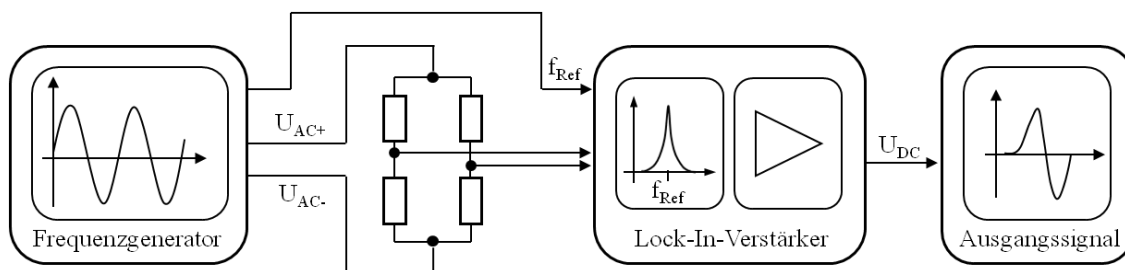 f_Ref
U_AC+
U_AC-
U_DC
f_Ref
Frequenzgenerator
Lock-In-Verstärker
Ausgangssignal